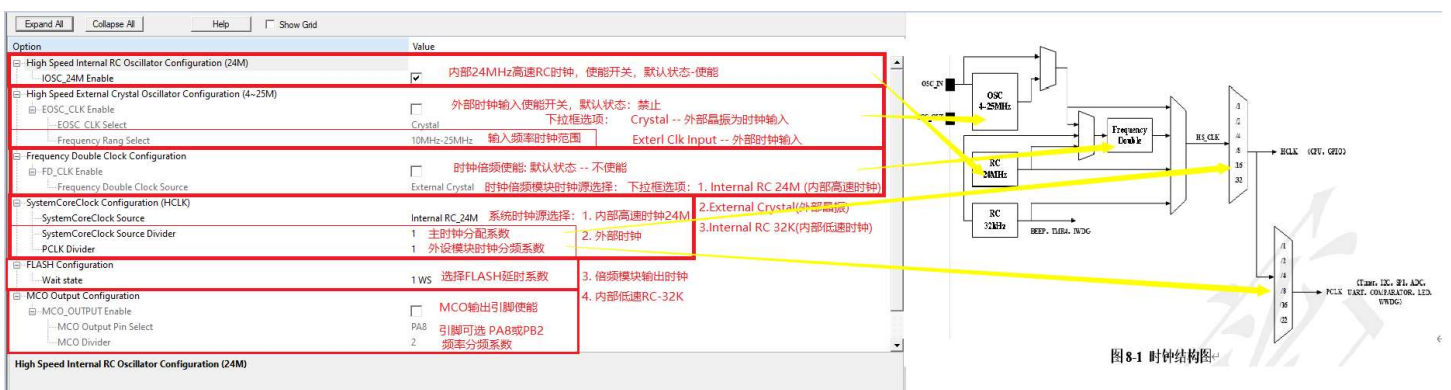 Expand All Collapse All Help Show Grid
Option Value
High Speed Internal RC Oscillator Configuration (24M)
IOSC_24M Enable
内部24MHz高速RC时钟，使能开关，默认状态-使能
High Speed External Crystal Oscillator Configuration (4~25M)
EOSC_CLK Enable
外部时钟输入使能开关，默认状态：禁止
EOSC_CLK Select Crystal
下拉框选项： Crystal -- 外部晶振为时钟输入
Frequency Rang Select 10MHz-25MHz
输入频率时钟范围
Exterl Clk Input -- 外部时钟输入
Frequency Double Clock Configuration
FD_CLK Enable
时钟倍频使能: 默认状态 -- 不使能
Frequency Double Clock Source External Crystal
时钟倍频模块时钟源选择： 下拉框选项：1. Internal RC 24M (内部高速时钟)
2.External Crystal(外部晶振)
3.Internal RC 32K(内部低速时钟)
SystemCoreClock Configuration (HCLK)
SystemCoreClock Source Internal RC_24M
系统时钟源选择：1. 内部高速时钟24M
SystemCoreClock Source Divider 1
主时钟分配系数
2. 外部时钟
PCLK Divider 1
外设模块时钟分频系数
FLASH Configuration
Wait state 1 WS
选择FLASH延时系数
3. 倍频模块输出时钟
4. 内部低速RC-32K
MCO Output Configuration
MCO_OUTPUT Enable
MCO输出引脚使能
MCO Output Pin Select PA8
引脚可选 PA8或PB2
MCO Divider 2
频率分频系数
High Speed Internal RC Oscillator Configuration (24M)
OSC_IN
OSC
4-25MHz
RC
24MHz
RC
32kHz
BEEP、TMR4、IWDG
Frequency
Double
HS_CLK
/1
/2
/4
/8
/16
/32
HCLK (CPU、GPIO)
/1
/2
/4
/8
/16
/32
(Timer、I2C、SPI、ADC、
PCLK UART、COMPARATOR、LED、
WWDG)
图 8-1 时钟结构图